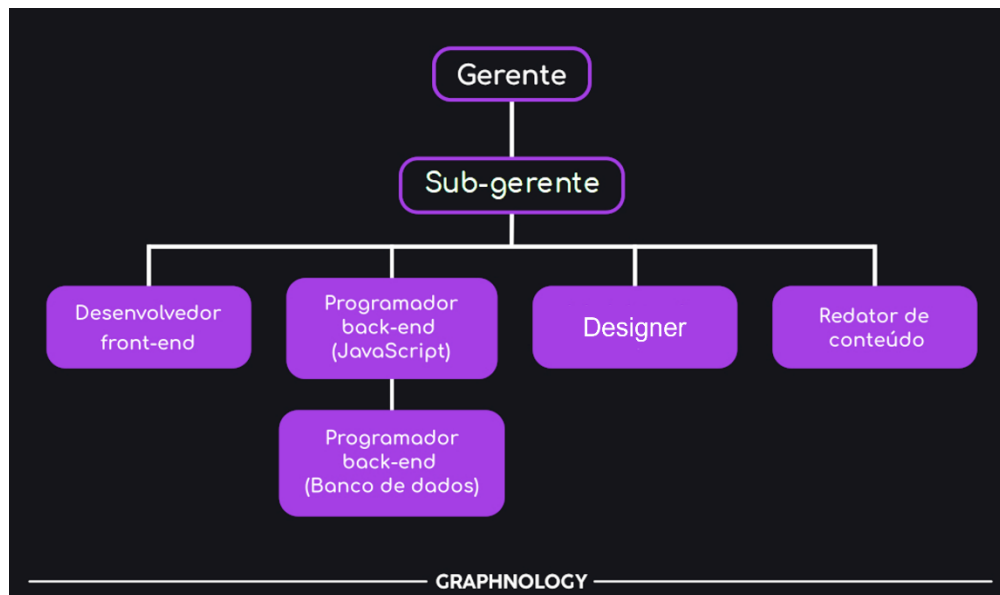 Gerente
Sub-gerente
Desenvolvedor
front-end
Programador
back-end
(JavaScript)
Designer
Redator de
conteúdo
Programador
back-end
(Banco de dados)
GRAPHNOLOGY